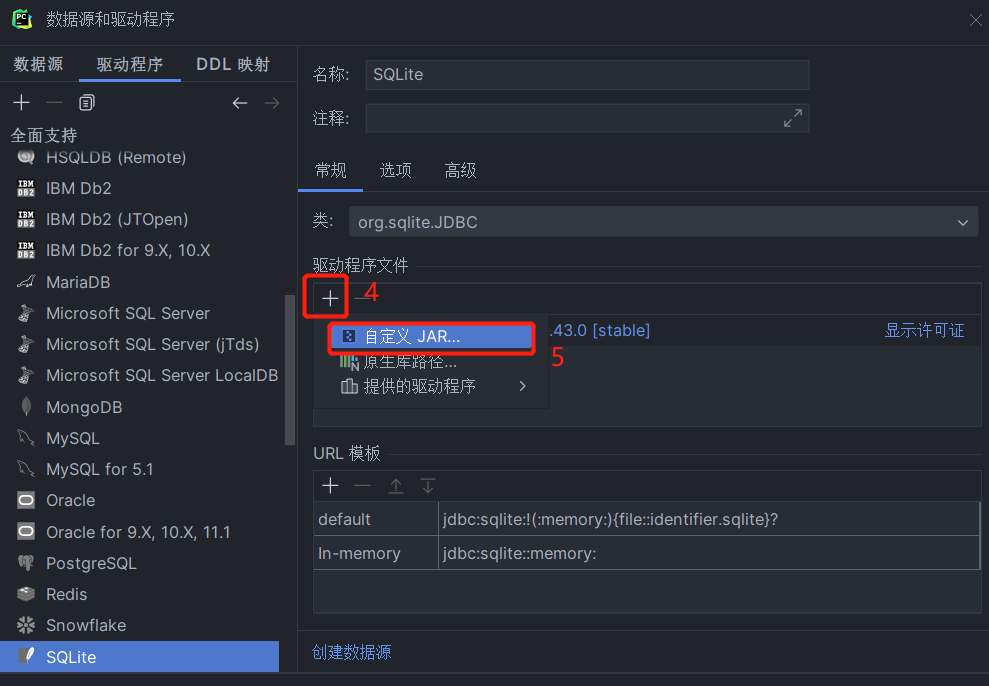 数据源和驱动程序
数据源 驱动程序 DDL 映射
全面支持
HSQLDB (Remote)
IBM Db2
IBM Db2 (JTOpen)
IBM Db2 for 9.X, 10.X
MariaDB
Microsoft SQL Server
Microsoft SQL Server (jTds)
Microsoft SQL Server LocalDB
MongoDB
MySQL
MySQL for 5.1
Oracle
Oracle for 9.X, 10.X, 11.1
PostgreSQL
Redis
Snowflake
SQLite
名称: SQLite
注释:
常规 选项 高级
类: org.sqlite.JDBC
驱动程序文件
4
自定义 JAR...
.43.0 [stable] 显示许可证
5
原生库路径...
提供的驱动程序
URL 模板
default jdbc:sqlite:!(:memory:){file::identifier.sqlite}?
In-memory jdbc:sqlite::memory:
创建数据源